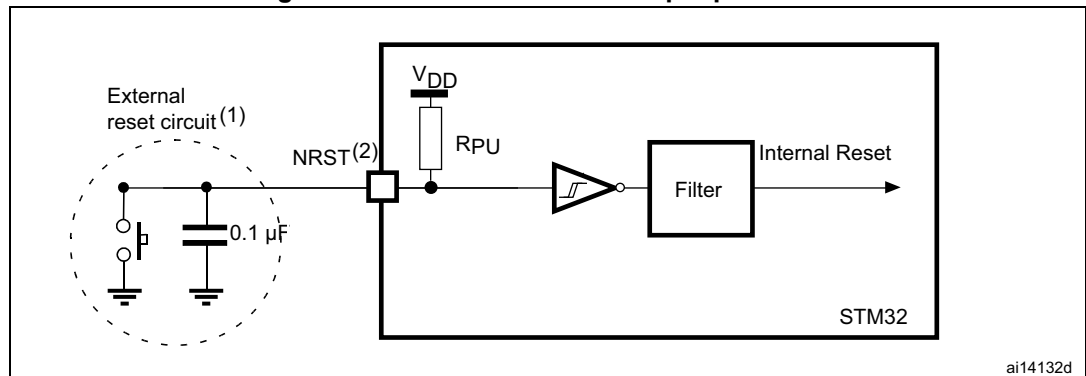 External
reset circuit(1)
NRST(2)
VDD
RPU
0.1 µF
Filter
Internal Reset
STM32
ai14132d